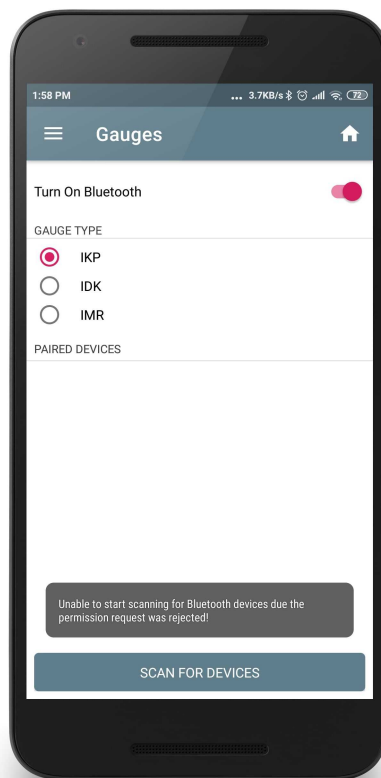 1:58 PM ... 3.7KB/s 72
Gauges
Turn On Bluetooth
GAUGE TYPE
IKP
IDK
IMR
PAIRED DEVICES
Unable to start scanning for Bluetooth devices due the
permission request was rejected!
SCAN FOR DEVICES